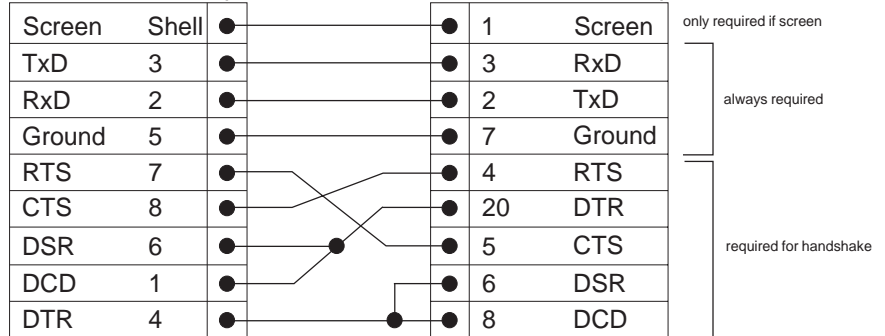 Screen Shell 1 Screen only required if screen
TxD 3 3 RxD
RxD 2 2 TxD always required
Ground 5 7 Ground
RTS 7 4 RTS
CTS 8 20 DTR
DSR 6 5 CTS required for handshake
DCD 1 6 DSR
DTR 4 8 DCD